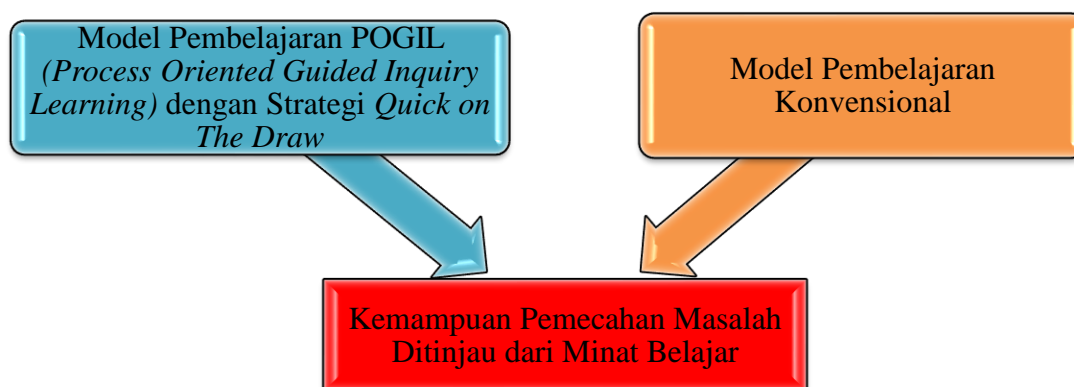 Model Pembelajaran POGIL
(Process Oriented Guided Inquiry
Learning) dengan Strategi Quick on
The Draw
Model Pembelajaran
Konvensional
Kemampuan Pemecahan Masalah
Ditinjau dari Minat Belajar